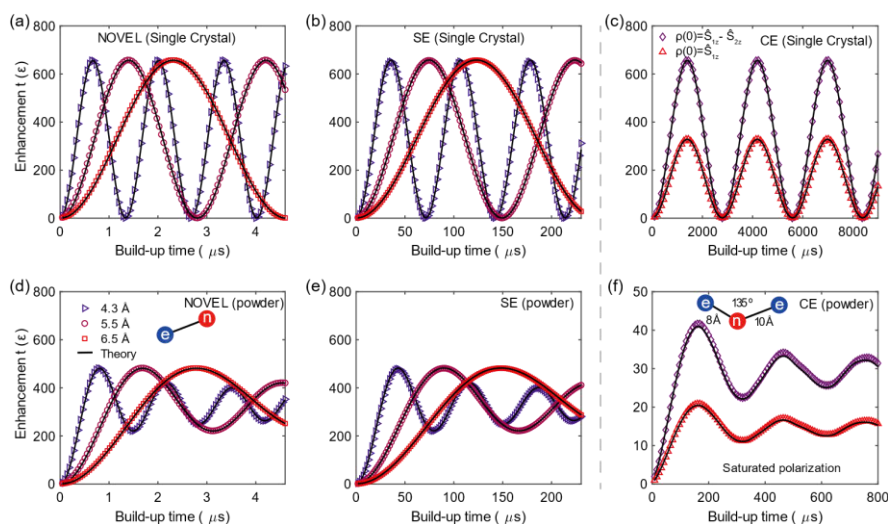 (a)
NOVEL (Single Crystal)
800
600
400
200
0
0 1 2 3 4
Enhancemen t (ε)
Build-up time ( μs)
(b)
SE (Single Crystal)
800
600
400
200
0
0 50 100 150 200
Build-up time ( μs)
(c)
ρ(0)=Ŝ1z- Ŝ2z
ρ(0)=Ŝ1z
CE (Single Crystal)
800
600
400
200
0
0 2000 4000 6000 8000
Build-up time ( μs)
(d)
NOVEL (powder)
4.3 Å
5.5 Å
6.5 Å
Theory
e
n
800
600
400
200
0
0 1 2 3 4
Enhancemen t (ε)
Build-up time ( μs)
(e)
SE (powder)
800
600
400
200
0
0 50 100 150 200
Build-up time ( μs)
(f)
CE (powder)
e 135º e
8Å n 10Å
50
40
30
20
10
0
Saturated polarization
0 200 400 600 800
Build-up time ( μs)